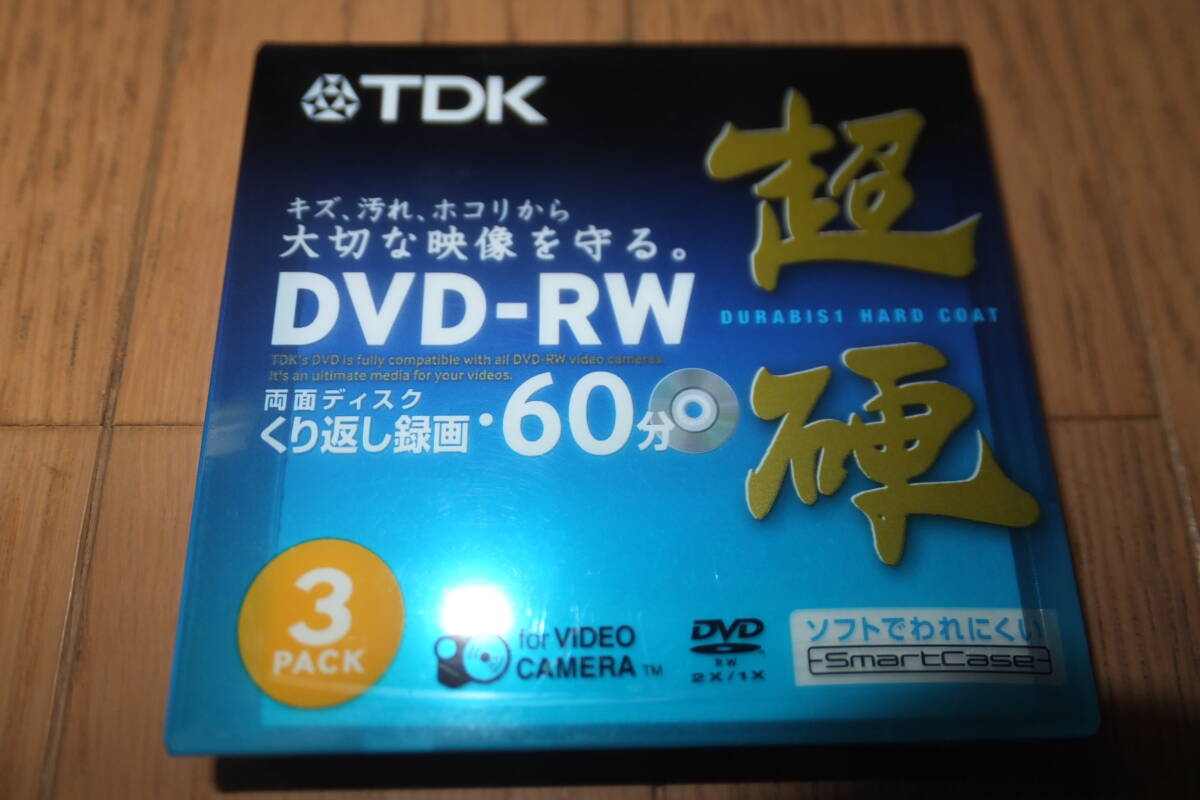 TDK
超硬
キズ、汚れ、ホコリから
大切な映像を守る。
DVD-RW
DURABIS1 HARD COAT
TDK's DVD is fully compatible with all DVD-RW video cameras.
It's an ultimate media for your videos.
両面ディスク
くり返し録画・60分
3
PACK
for VIDEO
CAMERA™
DVD
RW
2X/1X
ソフトでわれにくい
SmartCase